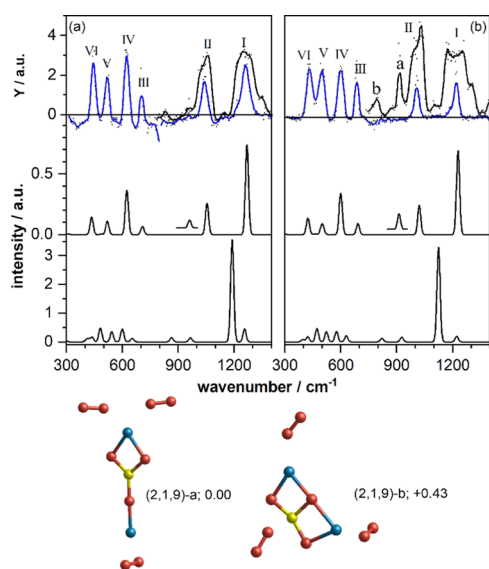 (a)
(b)
VI
V
IV
III
II
I
VI
V
IV
III
b
a
II
I
Y / a.u.
4
2
0
intensity / a.u.
0.5
0.0
3
2
1
0
300 600 900 1200
300 600 900 1200
wavenumber / cm-1
(2,1,9)-a; 0.00
(2,1,9)-b; +0.43